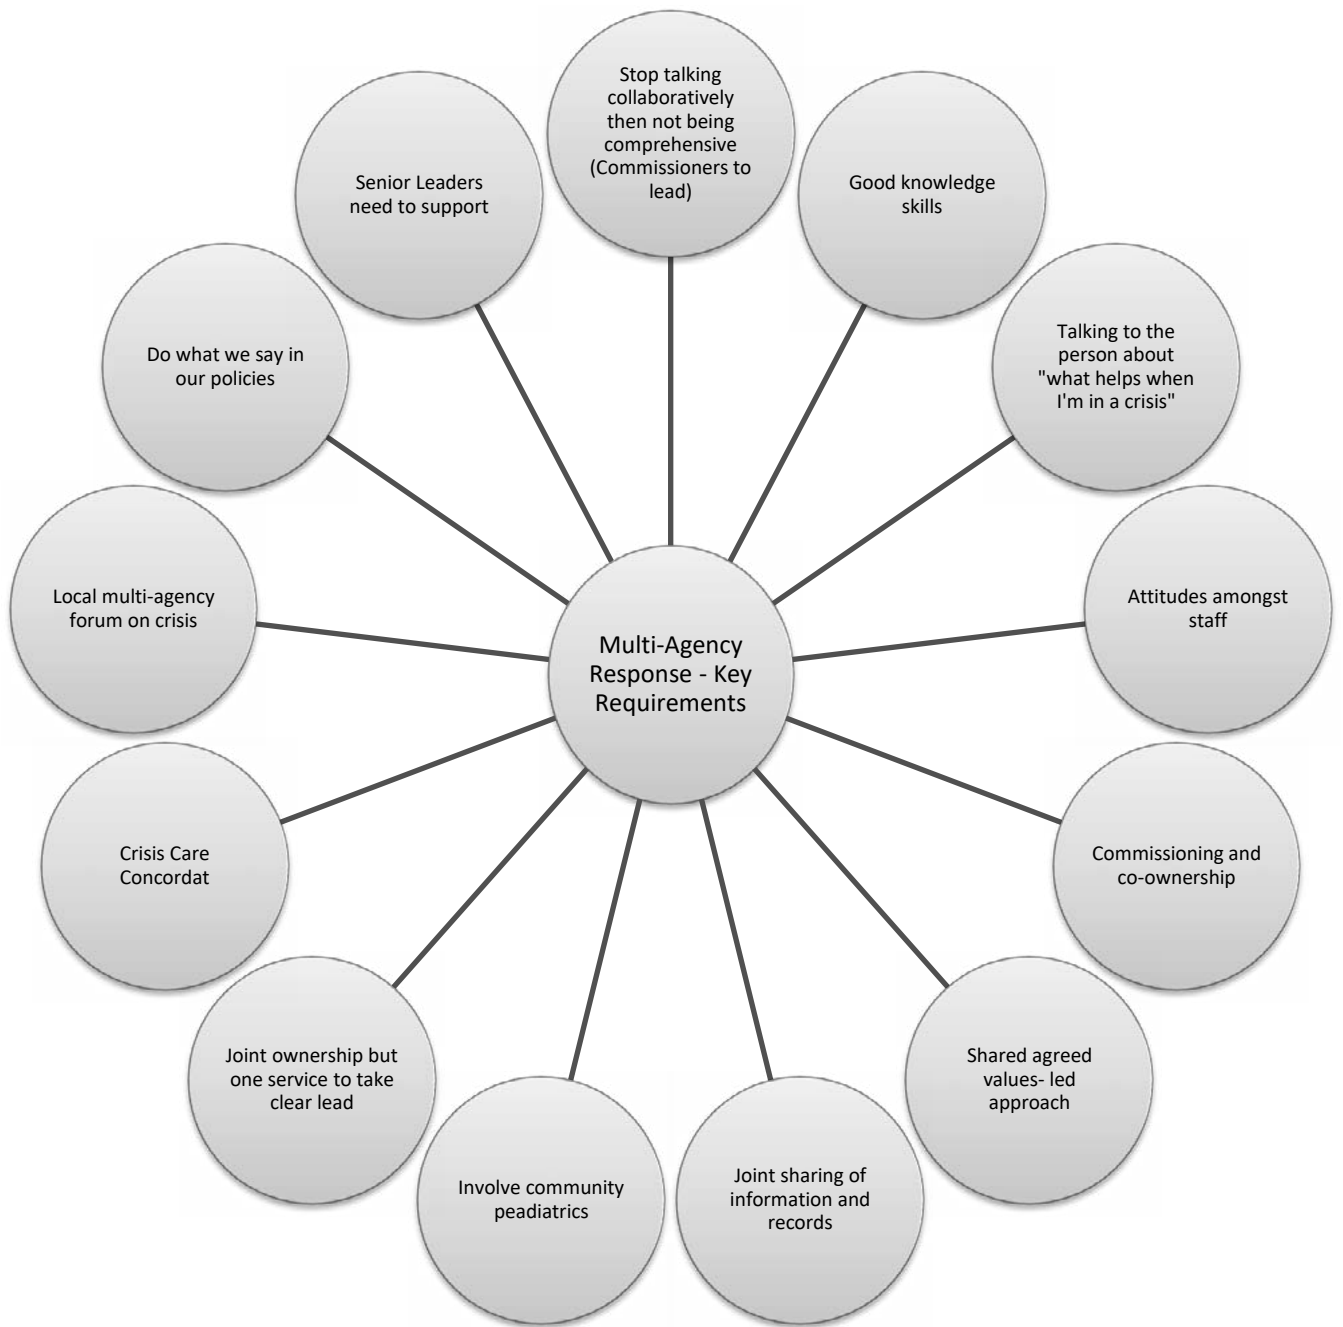 Stop talking
collaboratively
then not being
comprehensive
(Commissioners to
lead)
Good knowledge
skills
Talking to the
person about
"what helps when
I'm in a crisis"
Attitudes amongst
staff
Commissioning and
co-ownership
Shared agreed
values- led
approach
Joint sharing of
information and
records
Involve community
peadiatrics
Joint ownership but
one service to take
clear lead
Crisis Care
Concordat
Local multi-agency
forum on crisis
Do what we say in
our policies
Senior Leaders
need to support
Multi-Agency
Response - Key
Requirements